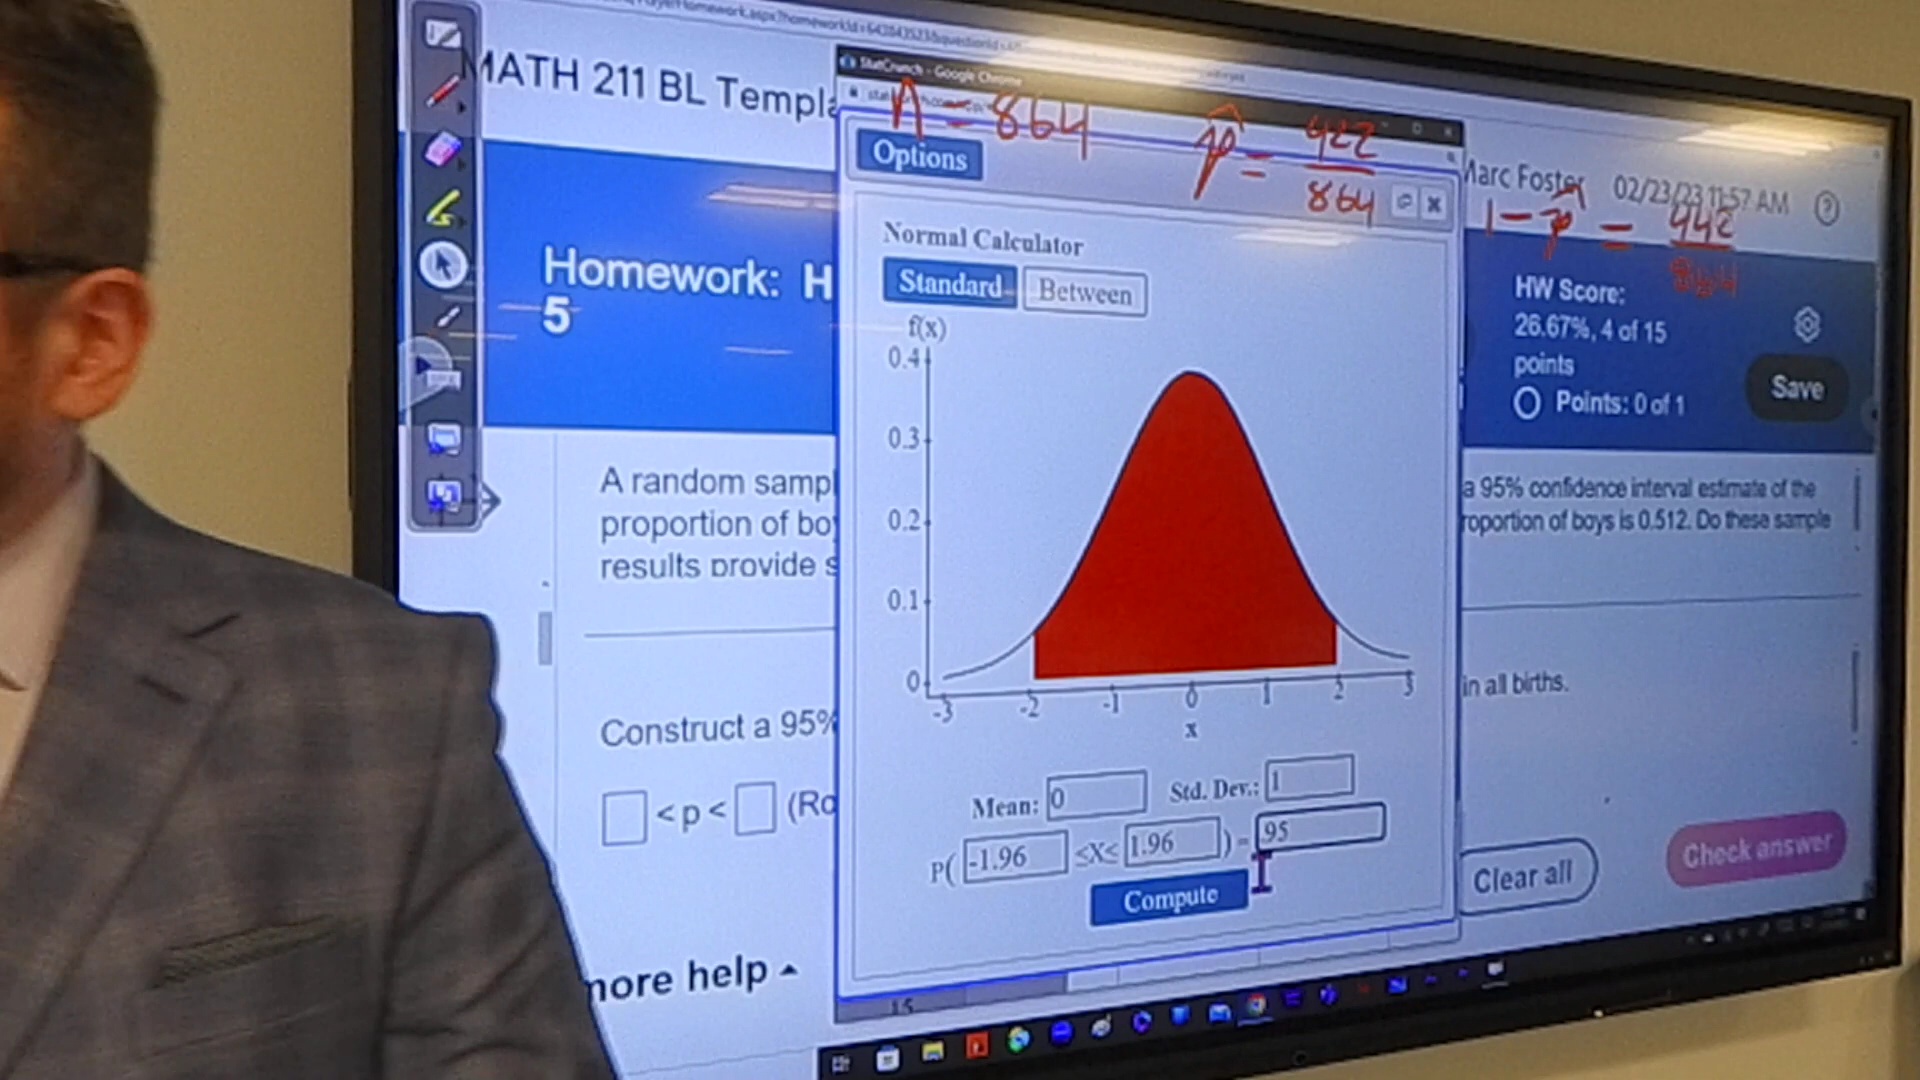 MATH 211 BL Templa
StatCrunch - Google Chrome
n = 864
p̂ = 422
864
Options
Marc Foster 02/23/23 11:57 AM
1 - p̂ = 442
864
Normal Calculator
Standard Between
Homework: H
5
HW Score:
26.67%, 4 of 15
points
Points: 0 of 1
Save
f(x)
0.4
0.3
0.2
0.1
0
-3 -2 -1 0 1 2 3
x
A random sampl
proportion of bo
results provide s
a 95% confidence interval estimate of the
roportion of boys is 0.512. Do these sample
in all births.
Construct a 95%
< p < (Ro
Mean: 0 Std. Dev.: 1
P( -1.96 ≤X≤ 1.96 ) = .95
Compute
Clear all
Check answer
more help
15